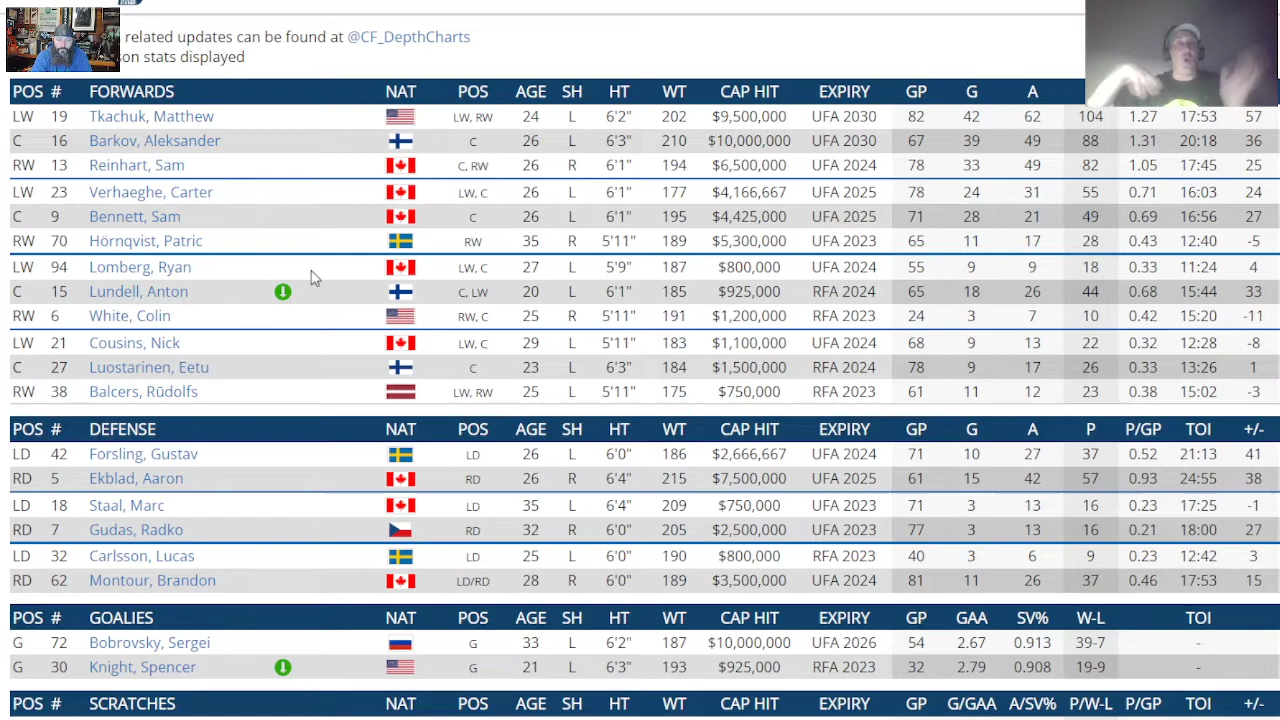 related updates can be found at @CF_DepthCharts
son stats displayed
POS # FORWARDS NAT POS AGE SH HT WT CAP HIT EXPIRY GP G A
LW 19 Tkachuk, Matthew LW, RW 24 L 6'2" 202 $9,500,000 UFA 2030 82 42 62 104 1.27 17:53 57
C 16 Barkov, Aleksander C 26 L 6'3" 210 $10,000,000 UFA 2030 67 39 49 88 1.31 20:18 36
RW 13 Reinhart, Sam C, RW 26 R 6'1" 194 $6,500,000 UFA 2024 78 33 49 82 1.05 17:45 25
LW 23 Verhaeghe, Carter LW, C 26 L 6'1" 177 $4,166,667 UFA 2025 78 24 31 55 0.71 16:03 24
C 9 Bennett, Sam C 26 L 6'1" 195 $4,425,000 UFA 2025 71 28 21 49 0.69 16:56 27
RW 70 Hörnqvist, Patric RW 35 R 5'11" 189 $5,300,000 UFA 2023 65 11 17 28 0.43 12:40 -5
LW 94 Lomberg, Ryan LW, C 27 L 5'9" 187 $800,000 UFA 2024 55 9 9 18 0.33 11:24 4
C 15 Lundell, Anton C, LW 20 L 6'1" 185 $925,000 RFA 2024 65 18 26 44 0.68 15:44 33
RW 6 White, Colin RW, C 25 R 5'11" 191 $1,200,000 RFA 2023 24 3 7 0.42 15:20 -11
LW 21 Cousins, Nick LW, C 29 L 5'11" 183 $1,100,000 UFA 2024 68 9 13 22 0.32 12:28 -8
C 27 Luostarinen, Eetu C 23 L 6'3" 184 $1,500,000 RFA 2024 78 9 17 26 0.33 13:26 1
RW 38 Balcers, Rūdolfs LW, RW 25 L 5'11" 175 $750,000 RFA 2023 61 11 12 23 0.38 15:02 -3
POS # DEFENSE NAT POS AGE SH HT WT CAP HIT EXPIRY GP G A P P/GP TOI +/-
LD 42 Forsling, Gustav LD 26 L 6'0" 186 $2,666,667 UFA 2024 71 10 27 37 0.52 21:13 41
RD 5 Ekblad, Aaron RD 26 R 6'4" 215 $7,500,000 UFA 2025 61 15 42 57 0.93 24:55 38
LD 18 Staal, Marc LD 35 L 6'4" 209 $750,000 UFA 2023 71 3 13 16 0.23 17:25 -1
RD 7 Gudas, Radko RD 32 R 6'0" 205 $2,500,000 UFA 2023 77 3 13 16 0.21 18:00 27
LD 32 Carlsson, Lucas LD 25 L 6'0" 190 $800,000 RFA 2023 40 3 6 9 0.23 12:42 3
RD 62 Montour, Brandon LD/RD 28 R 6'0" 189 $3,500,000 UFA 2024 81 11 26 37 0.46 17:53 15
POS # GOALIES NAT POS AGE SH HT WT CAP HIT EXPIRY GP GAA SV% W-L TOI
G 72 Bobrovsky, Sergei G 33 L 6'2" 187 $10,000,000 UFA 2026 54 2.67 0.913 39-7 -
G 30 Knight, Spencer G 21 L 6'3" 193 $925,000 RFA 2023 32 2.79 0.908 19-9 -
POS # SCRATCHES NAT POS AGE SH HT WT CAP HIT EXPIRY GP G/GAA A/SV% P/W-L P/GP TOI +/-